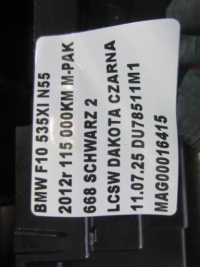 BMW F10 535XI N55
2012r 115 000KM M-PAK
668 SCHWARZ 2
LCSW DAKOTA CZARNA
11.07.25 DU78511M1
MAG00016415